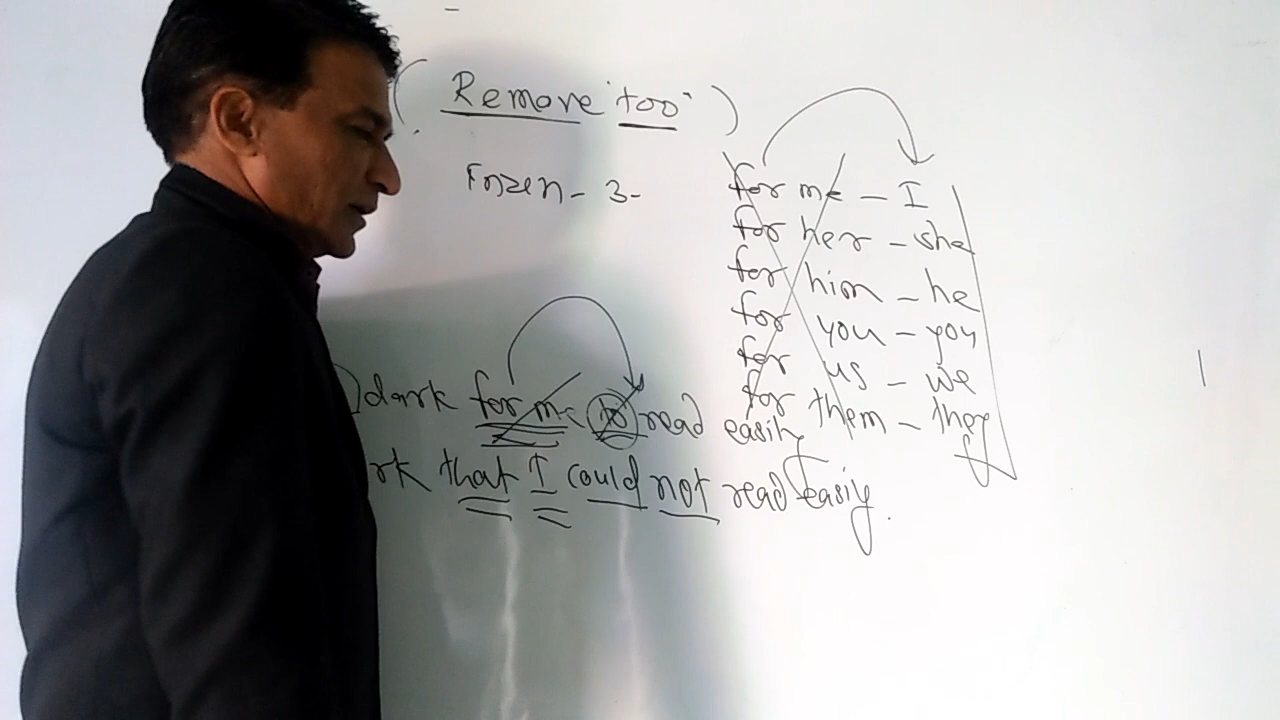 ( Remove "too" )
- 3-
for me - I
for her - she
for him - he
for you - you
for us - we
for them - they
dark for me to read easily
rk that I could not read easily.